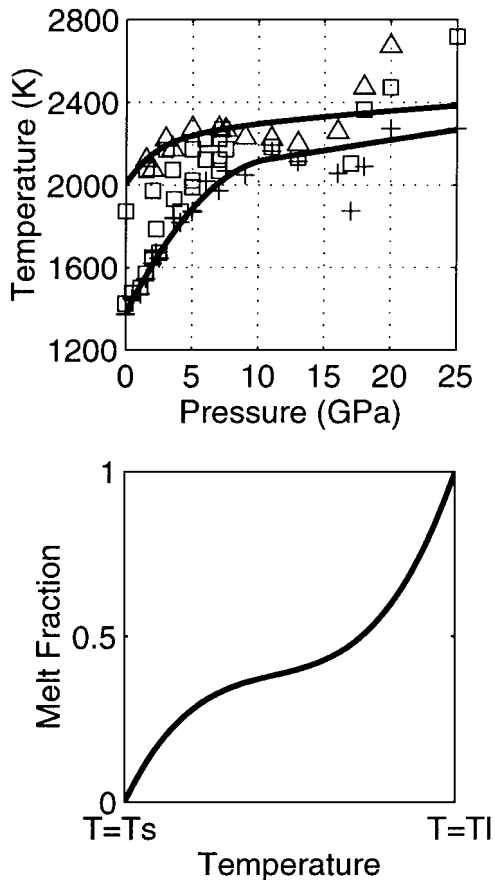 2800
2400
2000
1600
1200
Temperature (K)
0 5 10 15 20 25
Pressure (GPa)
1
0.5
0
Melt Fraction
T=Ts T=Tl
Temperature